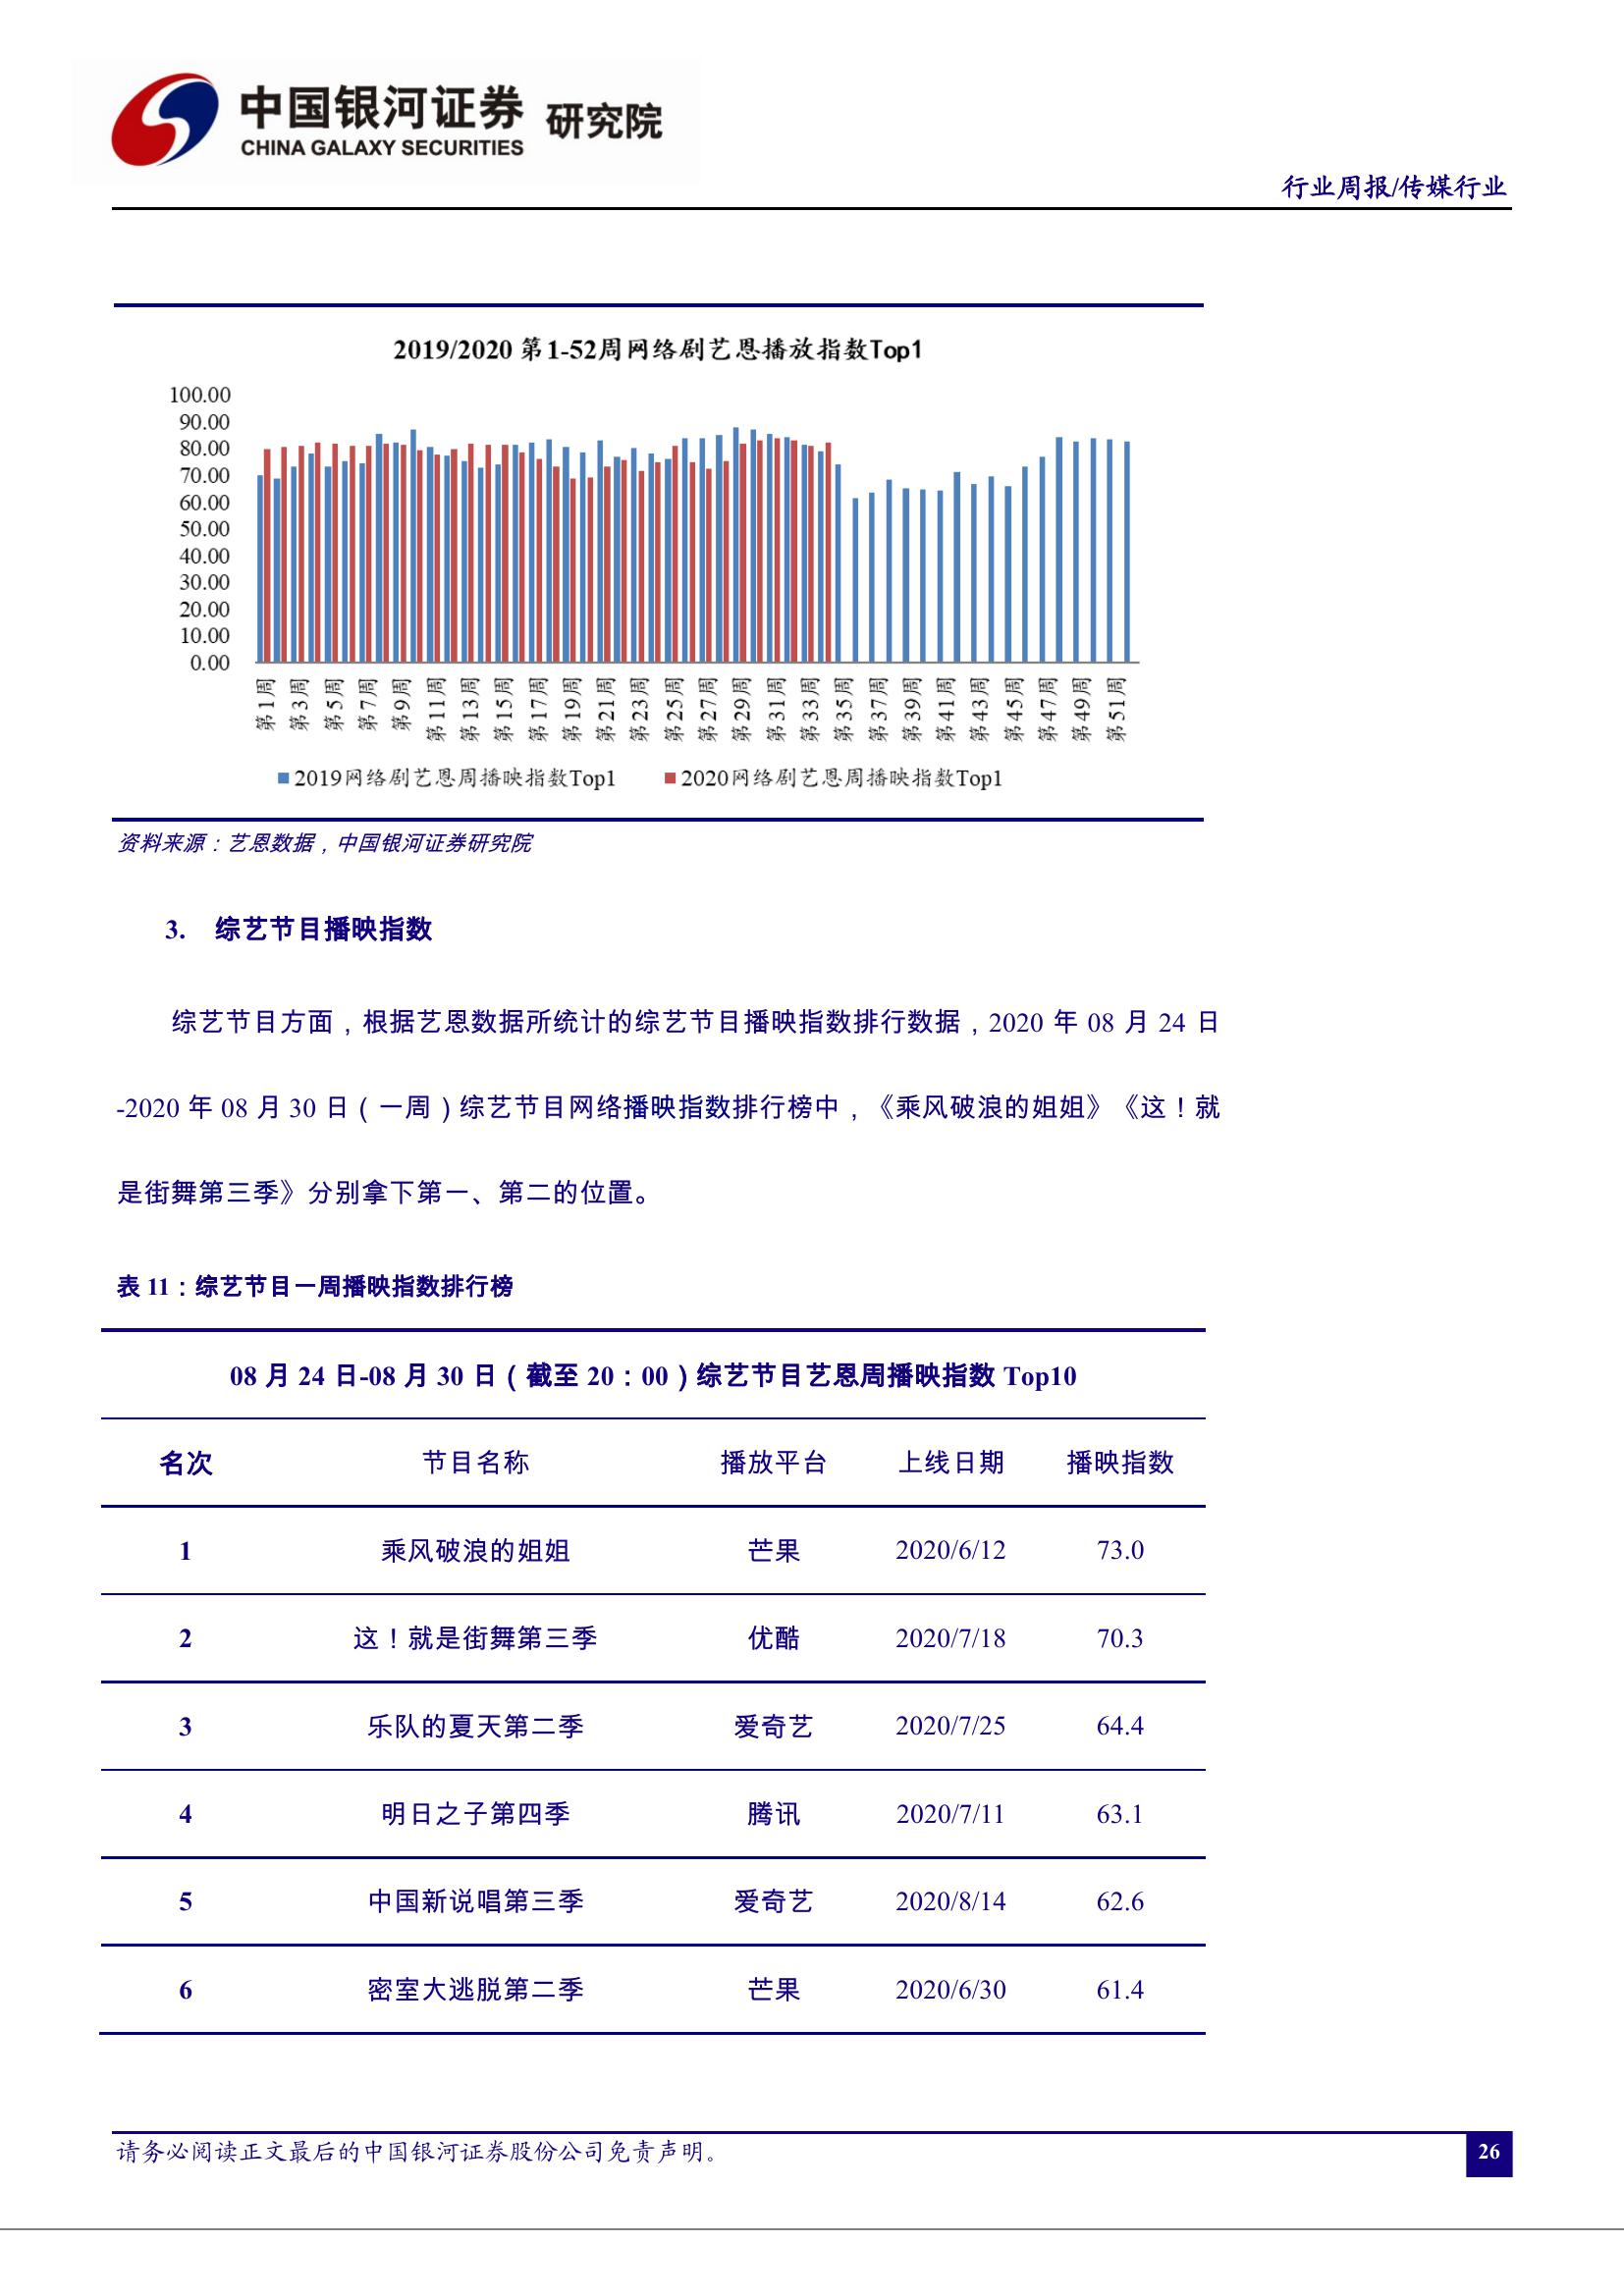 中国银河证券 研究院
CHINA GALAXY SECURITIES
行业周报/传媒行业
2019/2020 第1-52周网络剧艺恩播放指数Top1
100.00
90.00
80.00
70.00
60.00
50.00
40.00
30.00
20.00
10.00
0.00
第1周 第3周 第5周 第7周 第9周 第11周 第13周 第15周 第17周 第19周 第21周 第23周 第25周 第27周 第29周 第31周 第33周 第35周 第37周 第39周 第41周 第43周 第45周 第47周 第49周 第51周
2019网络剧艺恩周播映指数Top1 2020网络剧艺恩周播映指数Top1
资料来源：艺恩数据，中国银河证券研究院
3. 综艺节目播映指数
综艺节目方面，根据艺恩数据所统计的综艺节目播映指数排行数据，2020 年 08 月 24 日
-2020 年 08 月 30 日（一周）综艺节目网络播映指数排行榜中，《乘风破浪的姐姐》《这！就
是街舞第三季》分别拿下第一、第二的位置。
表 11：综艺节目一周播映指数排行榜
08 月 24 日-08 月 30 日（截至 20：00）综艺节目艺恩周播映指数 Top10
名次 节目名称 播放平台 上线日期 播映指数
1 乘风破浪的姐姐 芒果 2020/6/12 73.0
2 这！就是街舞第三季 优酷 2020/7/18 70.3
3 乐队的夏天第二季 爱奇艺 2020/7/25 64.4
4 明日之子第四季 腾讯 2020/7/11 63.1
5 中国新说唱第三季 爱奇艺 2020/8/14 62.6
6 密室大逃脱第二季 芒果 2020/6/30 61.4
请务必阅读正文最后的中国银河证券股份公司免责声明。
26